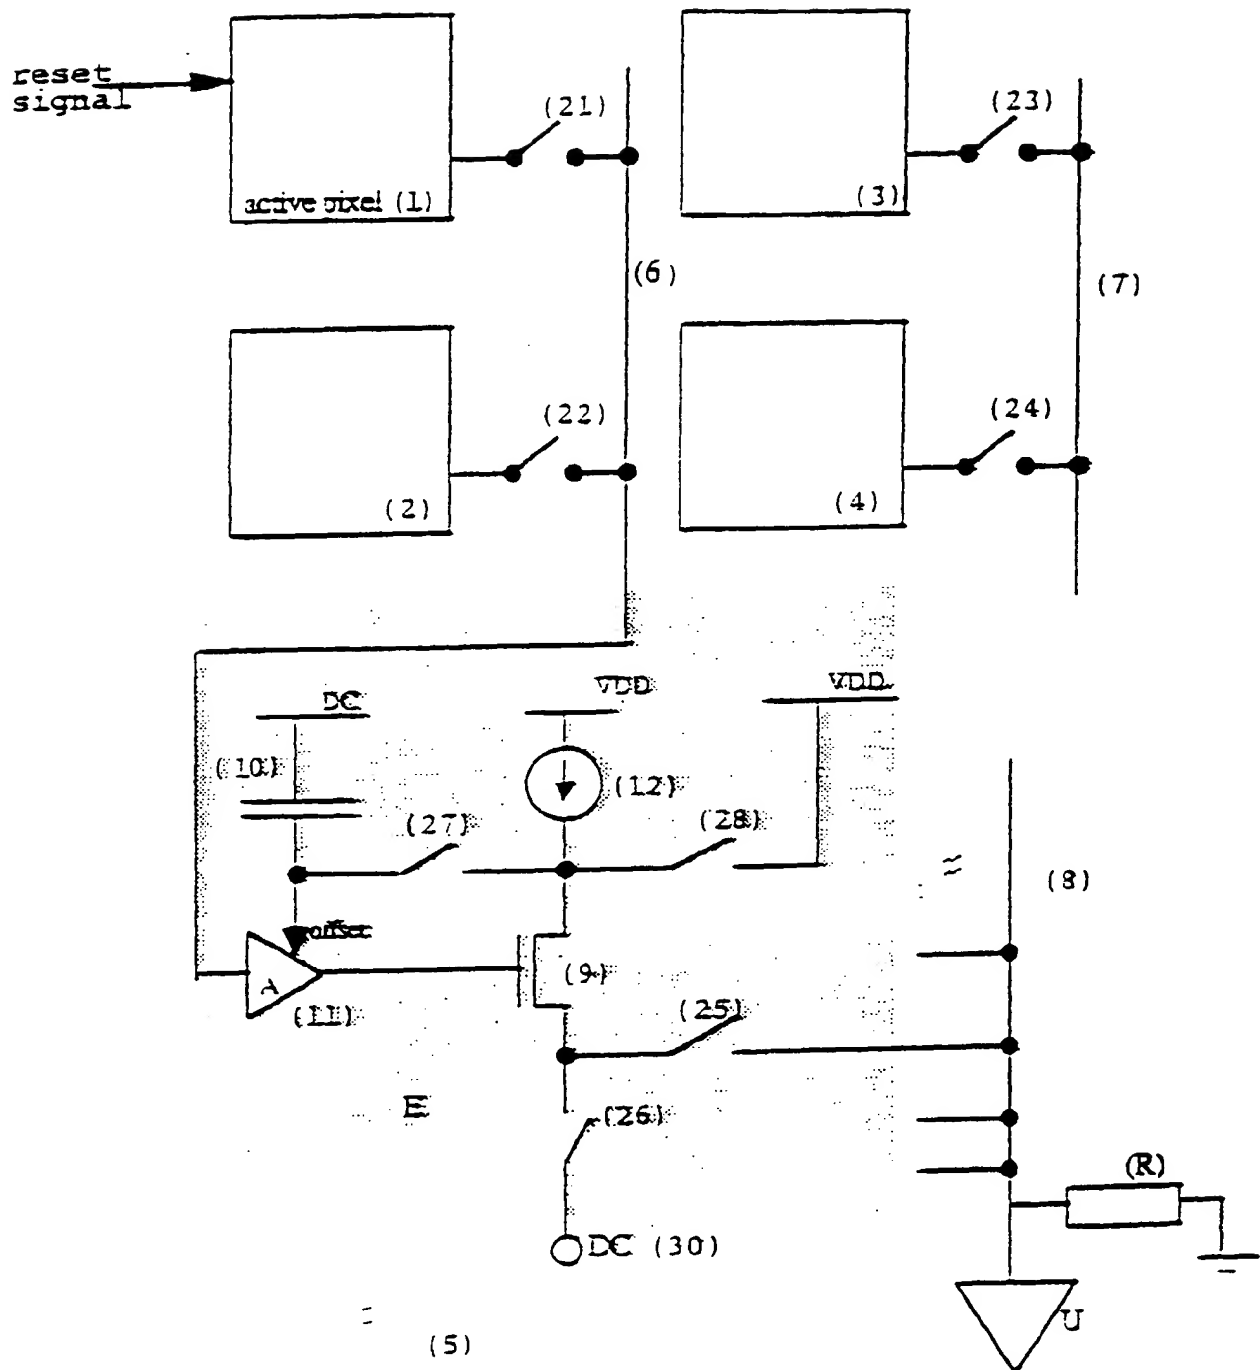 reset
signal
(21)
(23)
active pixel (1)
(3)
(6)
(7)
(22)
(24)
(2)
(4)
DC
VDD
VDD
(10)
(12)
(27)
(28)
(8)
offset
A
(9)
(11)
(25)
E
(26)
(R)
DC (30)
U
(5)